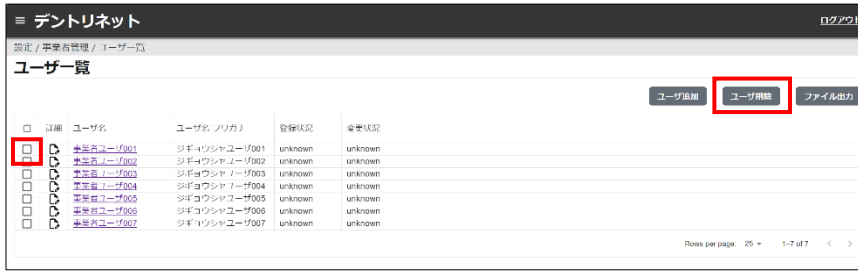 ≡ デントリネット ログアウト
設定 / 事業者管理 / ユーザ一覧
ユーザ一覧
ユーザ追加 ユーザ削除 ファイル出力
詳細 ユーザ名 ユーザ名 フリガナ 登録状況 変更状況
事業者ユーザ001 ジギョウシャユーザ001 unknown unknown
事業者ユーザ002 ジギョウシャユーザ002 unknown unknown
事業者ユーザ003 ジギョウシャユーザ003 unknown unknown
事業者ユーザ004 ジギョウシャユーザ004 unknown unknown
事業者ユーザ005 ジギョウシャユーザ005 unknown unknown
事業者ユーザ006 ジギョウシャユーザ006 unknown unknown
事業者ユーザ007 ジギョウシャユーザ007 unknown unknown
Rows per page: 25 1–7 of 7 < >